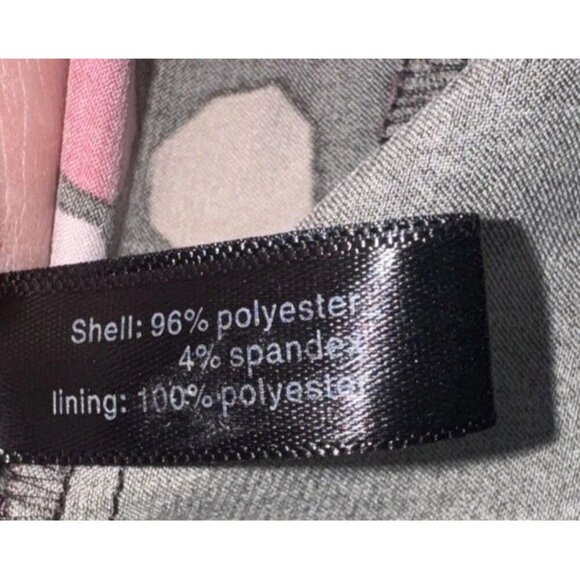 Shell: 96% polyester
4% spandex
lining: 100% polyester